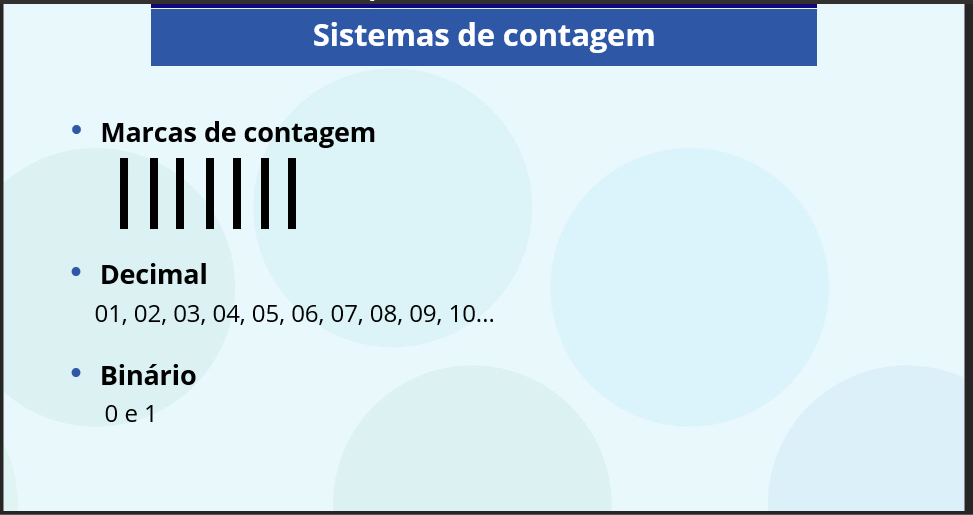 Sistemas de contagem
• Marcas de contagem
• Decimal
01, 02, 03, 04, 05, 06, 07, 08, 09, 10...
• Binário
0 e 1